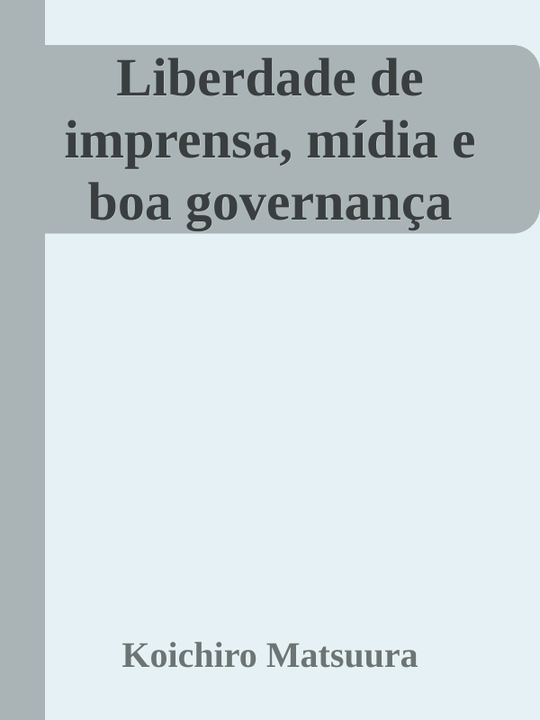 Liberdade de
imprensa, mídia e
boa governança
Koichiro Matsuura